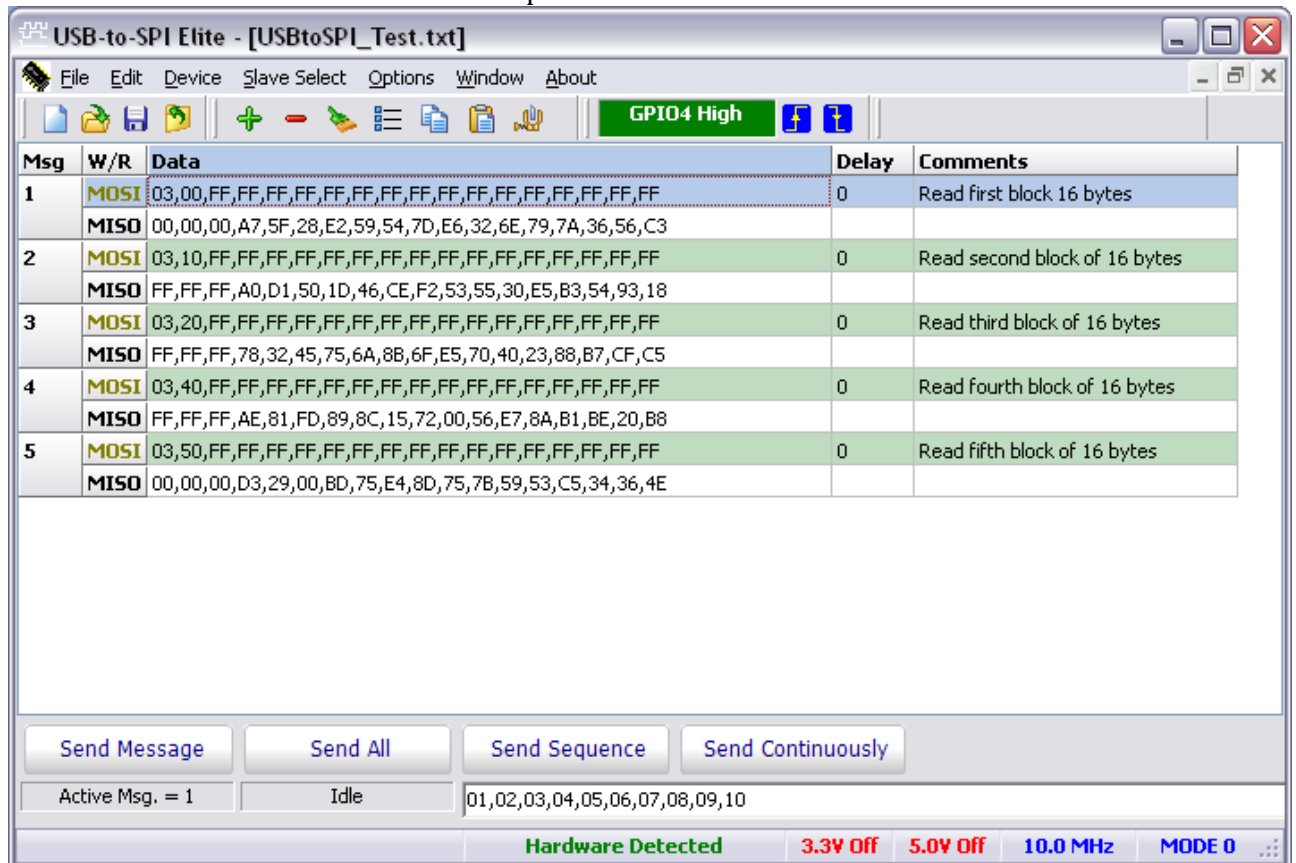 USB-to-SPI Elite - [USBtoSPI_Test.txt]
File Edit Device Slave Select Options Window About
GPIO4 High
Msg W/R Data Delay Comments
1 MOSI 03,00,FF,FF,FF,FF,FF,FF,FF,FF,FF,FF,FF,FF,FF,FF,FF,FF 0 Read first block 16 bytes
MISO 00,00,00,A7,5F,28,E2,59,54,7D,E6,32,6E,79,7A,36,56,C3
2 MOSI 03,10,FF,FF,FF,FF,FF,FF,FF,FF,FF,FF,FF,FF,FF,FF,FF,FF 0 Read second block of 16 bytes
MISO FF,FF,FF,A0,D1,50,1D,46,CE,F2,53,55,30,E5,B3,54,93,18
3 MOSI 03,20,FF,FF,FF,FF,FF,FF,FF,FF,FF,FF,FF,FF,FF,FF,FF,FF 0 Read third block of 16 bytes
MISO FF,FF,FF,78,32,45,75,6A,8B,6F,E5,70,40,23,88,B7,CF,C5
4 MOSI 03,40,FF,FF,FF,FF,FF,FF,FF,FF,FF,FF,FF,FF,FF,FF,FF,FF 0 Read fourth block of 16 bytes
MISO FF,FF,FF,AE,81,FD,89,8C,15,72,00,56,E7,8A,B1,BE,20,B8
5 MOSI 03,50,FF,FF,FF,FF,FF,FF,FF,FF,FF,FF,FF,FF,FF,FF,FF,FF 0 Read fifth block of 16 bytes
MISO 00,00,00,D3,29,00,BD,75,E4,8D,75,7B,59,53,C5,34,36,4E
Send Message Send All Send Sequence Send Continuously
Active Msg. = 1 Idle 01,02,03,04,05,06,07,08,09,10
Hardware Detected 3.3V Off 5.0V Off 10.0 MHz MODE 0